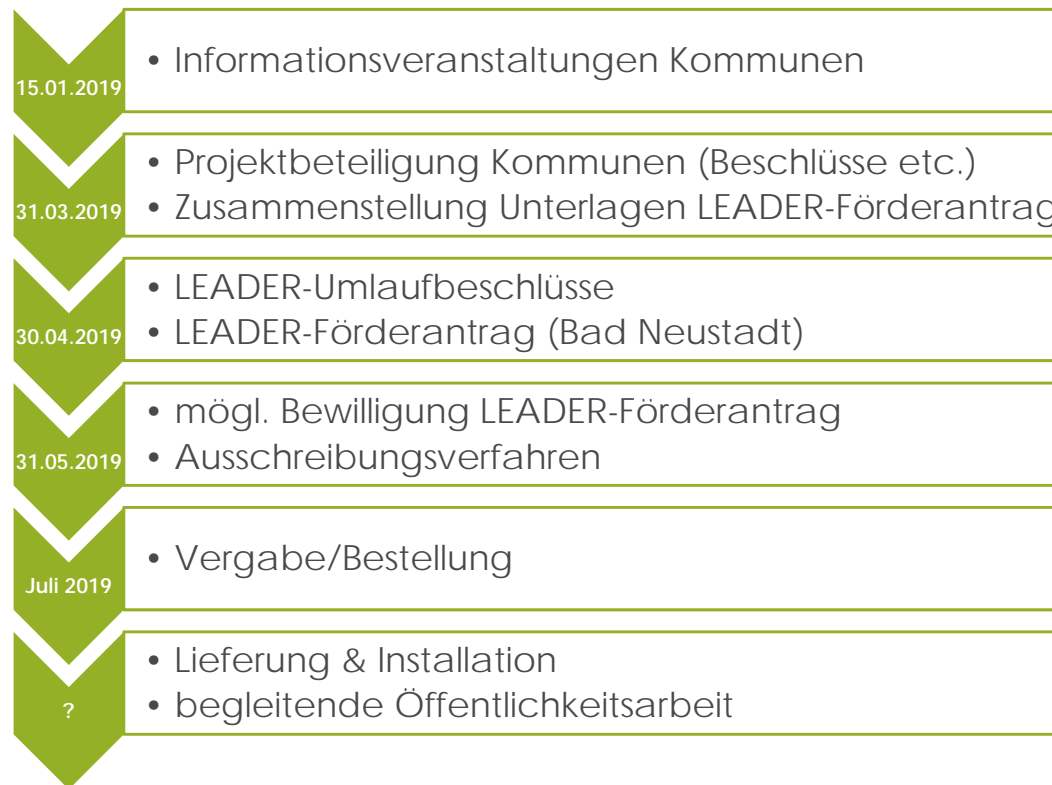 15.01.2019
• Informationsveranstaltungen Kommunen
31.03.2019
• Projektbeteiligung Kommunen (Beschlüsse etc.)
• Zusammenstellung Unterlagen LEADER-Förderantrag
30.04.2019
• LEADER-Umlaufbeschlüsse
• LEADER-Förderantrag (Bad Neustadt)
31.05.2019
• mögl. Bewilligung LEADER-Förderantrag
• Ausschreibungsverfahren
Juli 2019
• Vergabe/Bestellung
?
• Lieferung & Installation
• begleitende Öffentlichkeitsarbeit